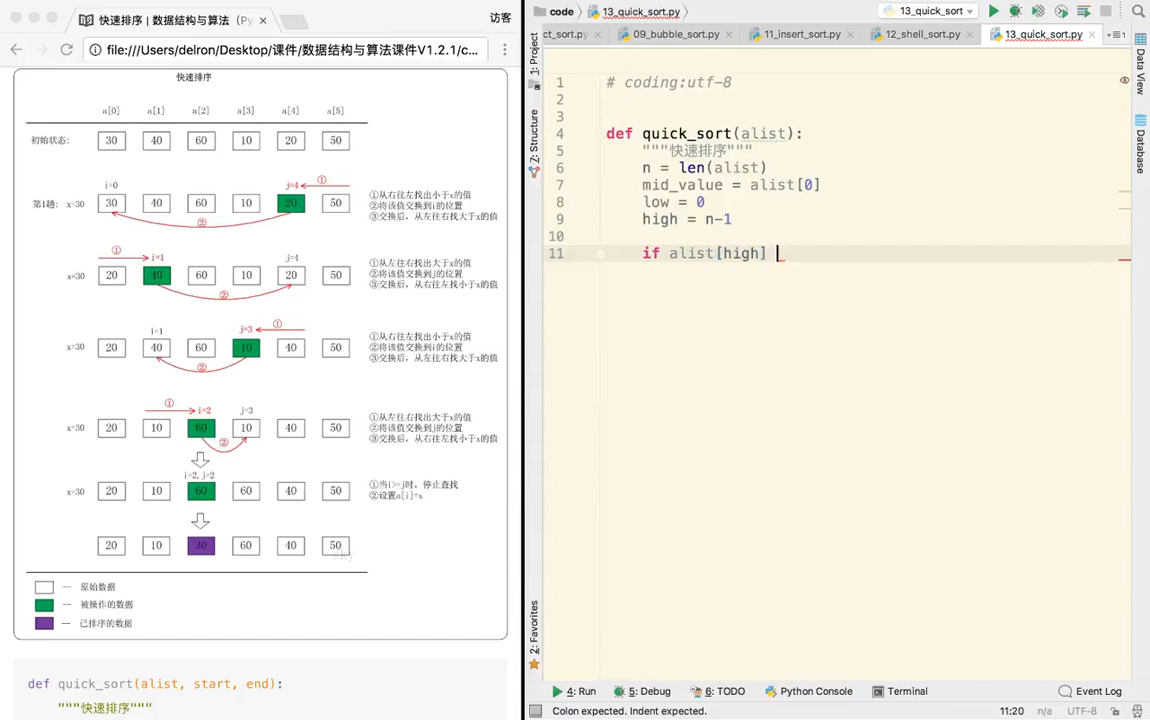 快速排序 | 数据结构与算法 (Py
访客
file:///Users/delron/Desktop/课件/数据结构与算法课件V1.2.1/c...
快速排序
a[0] a[1] a[2] a[3] a[4] a[5]
初始状态: 30 40 60 10 20 50
i=0 j=4 ①
第1趟: x=30 30 40 60 10 20 50
②
①从右往左找出小于x的值
②将该值交换到i的位置
③交换后，从左往右找大于x的值
① i=1 j=4
x=30 20 40 60 10 20 50
②
①从左往右找出大于x的值
②将该值交换到j的位置
③交换后，从右往左找小于x的值
i=1 j=3 ①
x=30 20 40 60 10 40 50
②
①从右往左找出小于x的值
②将该值交换到i的位置
③交换后，从左往右找大于x的值
① i=2 j=3
x=30 20 10 60 10 40 50
②
①从左往右找出大于x的值
②将该值交换到j的位置
③交换后，从右往左找小于x的值
i=2, j=2
x=30 20 10 60 60 40 50
①当i>=j时，停止查找
②设置a[i]=x
20 10 30 60 40 50
sky
— 原始数据
— 被操作的数据
— 已排序的数据
def quick_sort(alist, start, end):
"""快速排序"""
code 13_quick_sort.py
13_quick_sort
ct_sort.py 09_bubble_sort.py 11_insert_sort.py 12_shell_sort.py 13_quick_sort.py
1: Project
7: Structure
2: Favorites
Data View
Database
1 # coding:utf-8
2
3
4 def quick_sort(alist):
5 """快速排序"""
6 n = len(alist)
7 mid_value = alist[0]
8 low = 0
9 high = n-1
10
11 if alist[high]
4: Run 5: Debug 6: TODO Python Console Terminal Event Log
Colon expected. Indent expected. 11:20 n/a UTF-8